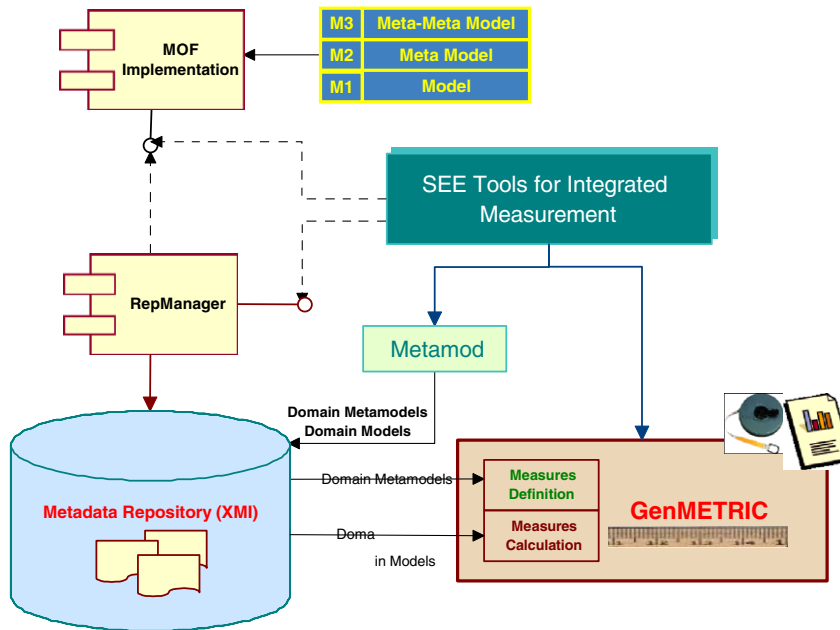 MOF
Implementation
M3 Meta-Meta Model
M2 Meta Model
M1 Model
SEE Tools for Integrated
Measurement
RepManager
Metamod
Domain Metamodels
Domain Models
Metadata Repository (XMI)
Domain Metamodels
Doma
in Models
Measures
Definition
Measures
Calculation
GenMETRIC